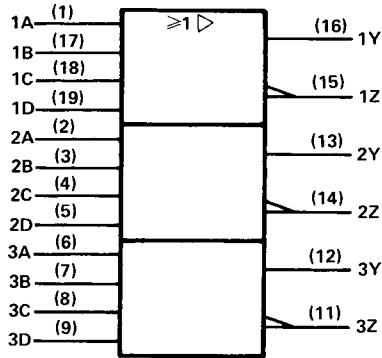 1A (1) ≥1 ▷ (16) 1Y
1B (17)
1C (18) (15) 1Z
1D (19)
2A (2) (13) 2Y
2B (3)
2C (4) (14) 2Z
2D (5)
3A (6) (12) 3Y
3B (7)
3C (8) (11) 3Z
3D (9)